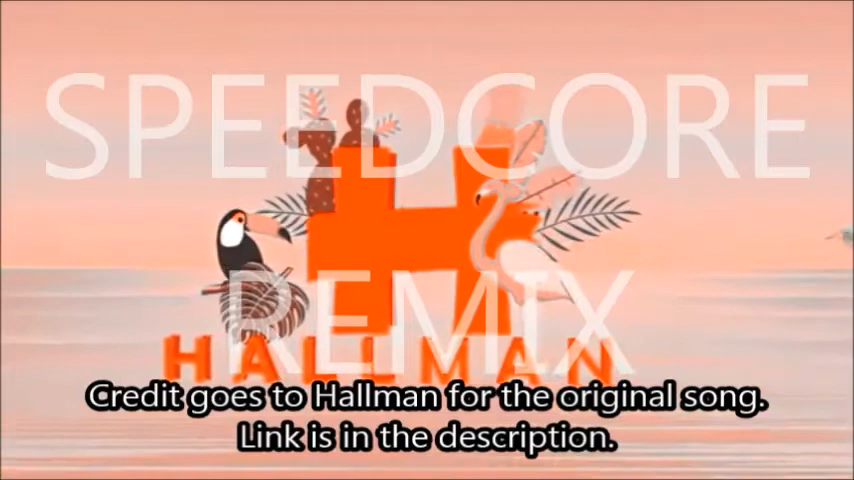 SPEEDCORE
H
REMIX
HALLMAN
Credit goes to Hallman for the original song.
Link is in the description.